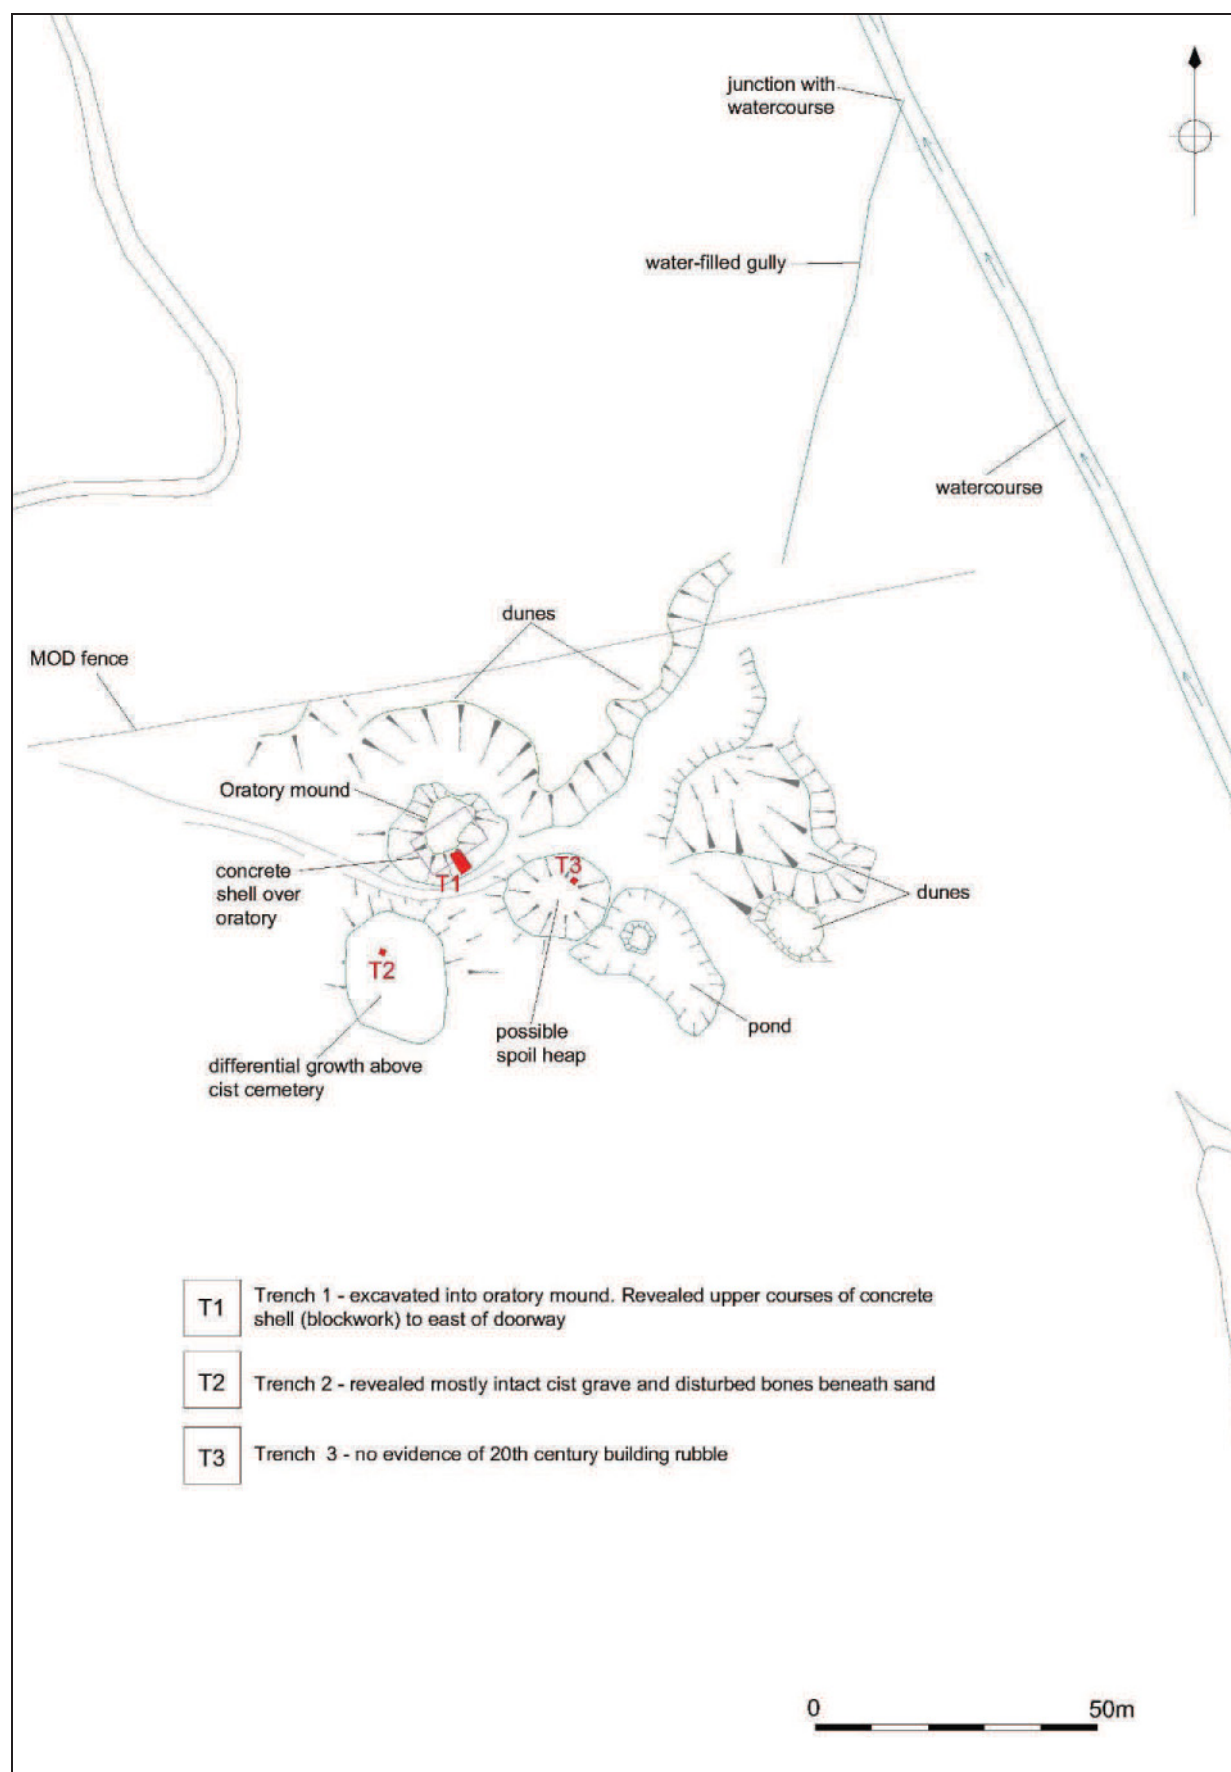 junction with
watercourse
water-filled gully
watercourse
dunes
MOD fence
Oratory mound
concrete
shell over
oratory
T1
T3
dunes
T2
possible
spoil heap
pond
differential growth above
cist cemetery
T1
Trench 1 - excavated into oratory mound. Revealed upper courses of concrete
shell (blockwork) to east of doorway
T2
Trench 2 - revealed mostly intact cist grave and disturbed bones beneath sand
T3
Trench 3 - no evidence of 20th century building rubble
0
50m